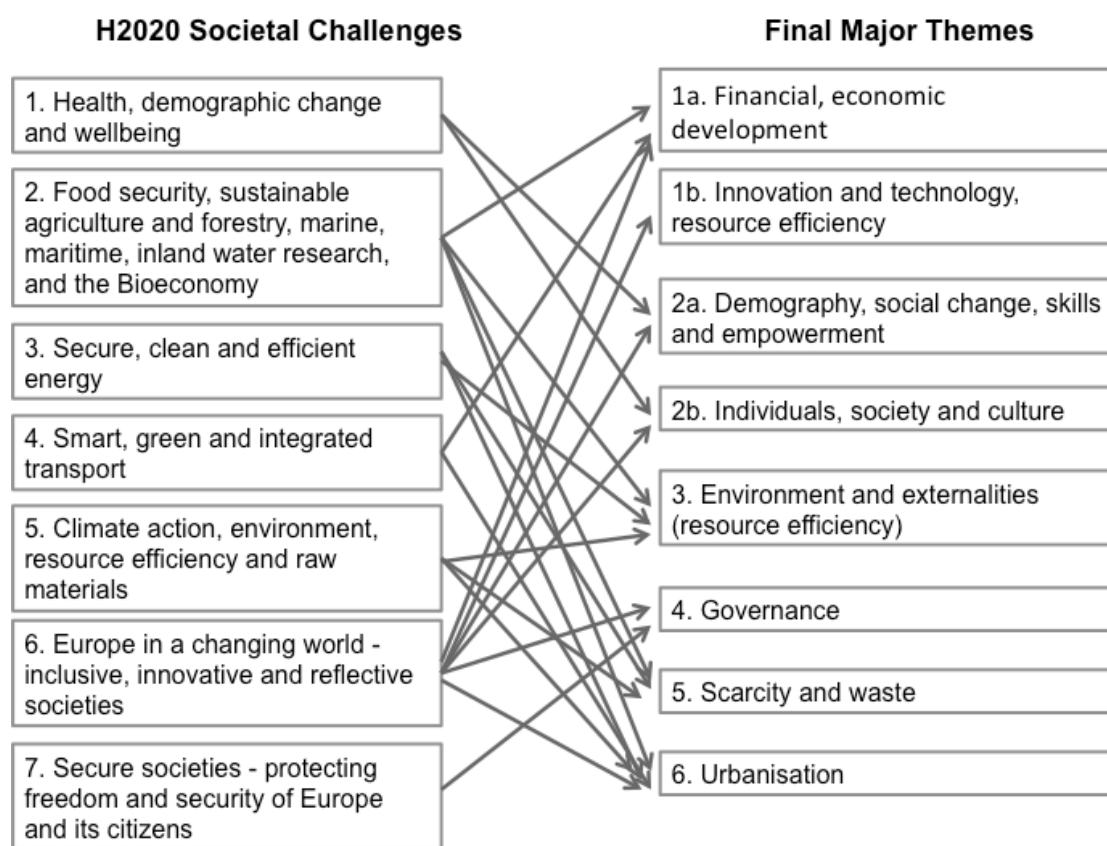 H2020 Societal Challenges
1. Health, demographic change
and wellbeing
2. Food security, sustainable
agriculture and forestry, marine,
maritime, inland water research,
and the Bioeconomy
3. Secure, clean and efficient
energy
4. Smart, green and integrated
transport
5. Climate action, environment,
resource efficiency and raw
materials
6. Europe in a changing world -
inclusive, innovative and reflective
societies
7. Secure societies - protecting
freedom and security of Europe
and its citizens
Final Major Themes
1a. Financial, economic
development
1b. Innovation and technology,
resource efficiency
2a. Demography, social change, skills
and empowerment
2b. Individuals, society and culture
3. Environment and externalities
(resource efficiency)
4. Governance
5. Scarcity and waste
6. Urbanisation